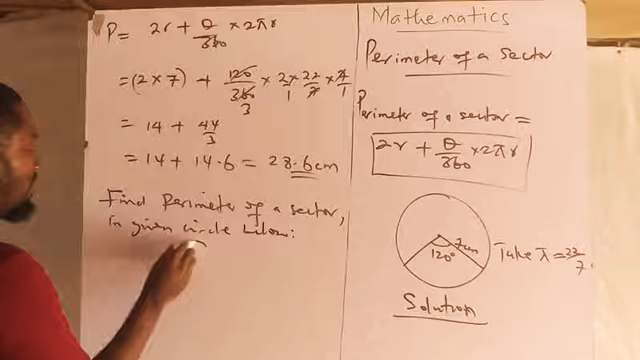 Mathematics
Perimeter of a Sector
Perimeter of a sector =
2r + θ/360 × 2πr
7cm
120°
Take π = 22/7
Solution
P = 2r + θ/360 × 2πr
= (2 × 7) + 120/360 3 × 2/1 × 22/7 × 7/1
= 14 + 44/3
= 14 + 14.6 = 28.6cm
Find Perimeter of a sector,
in given circle below: